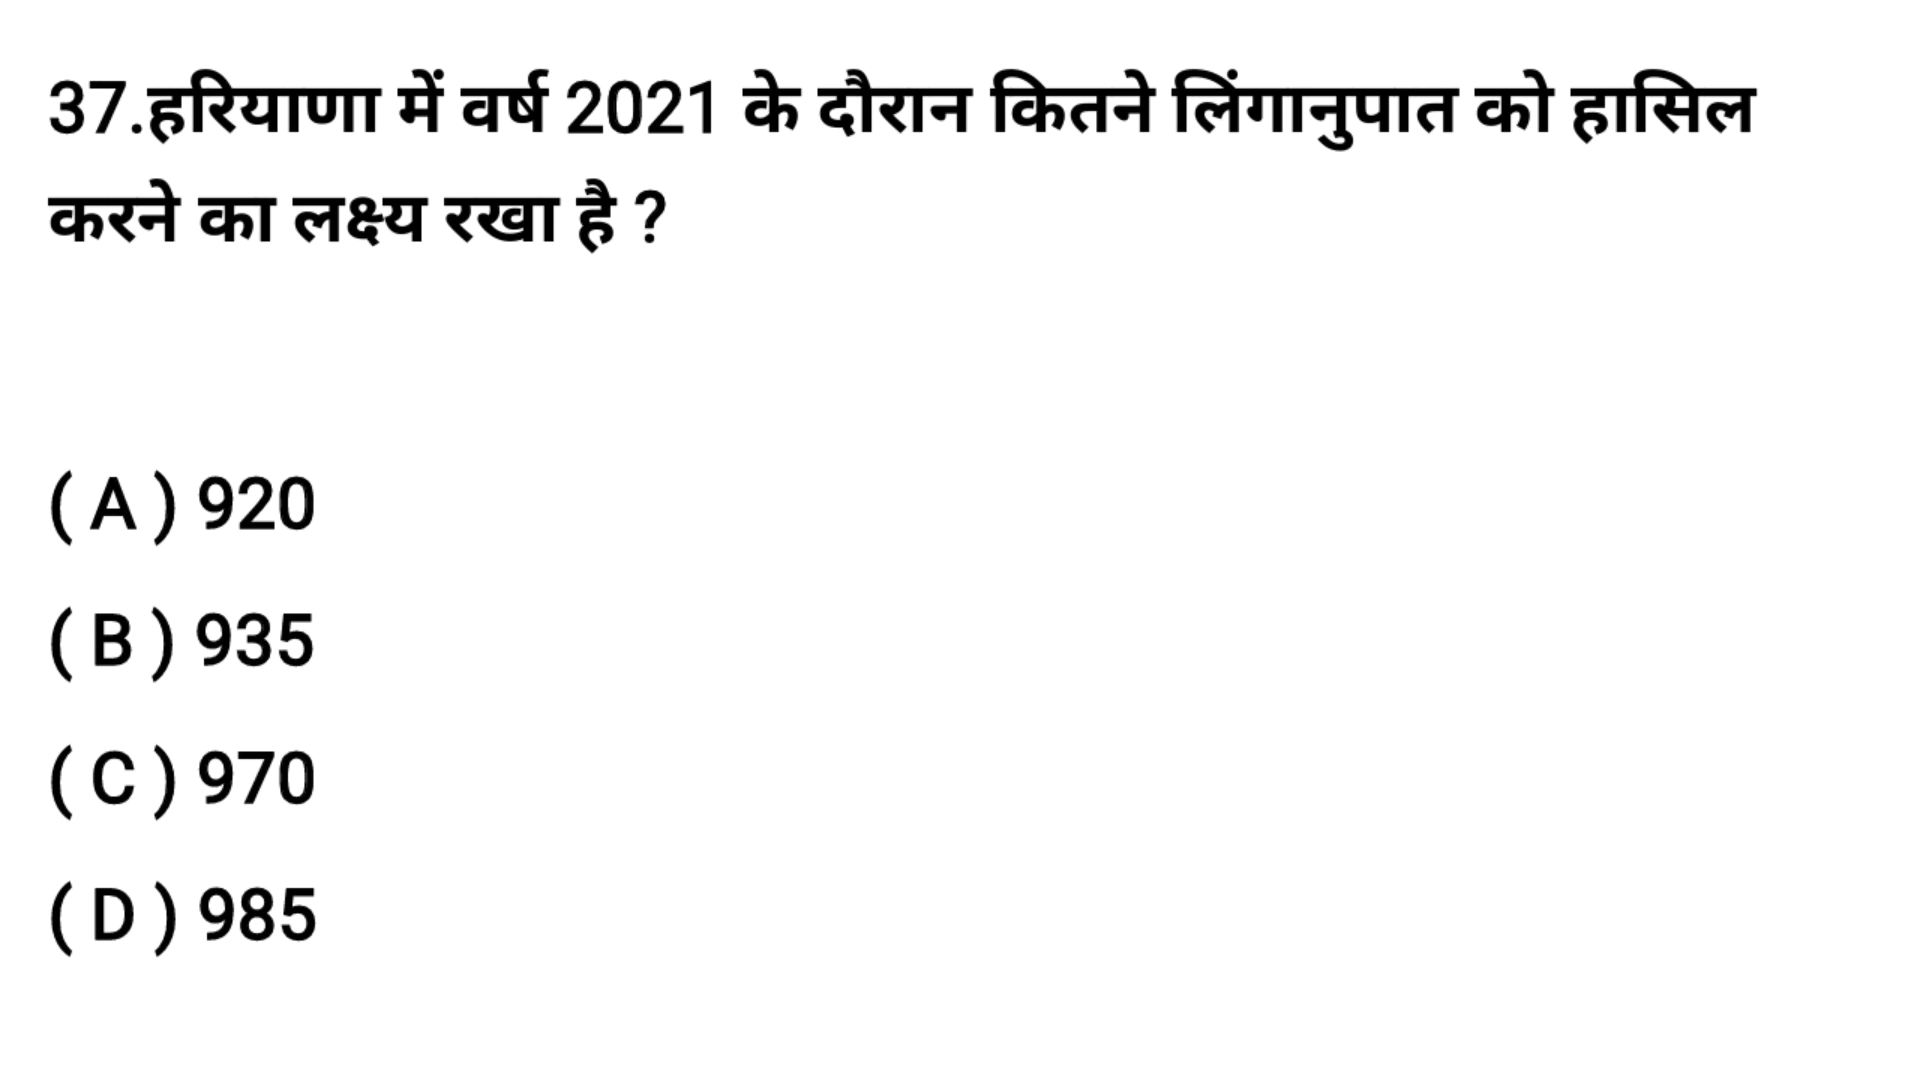 37.हरियाणा में वर्ष 2021 के दौरान कितने लिंगानुपात को हासिल
करने का लक्ष्य रखा है ?
( A ) 920
( B ) 935
( C ) 970
( D ) 985